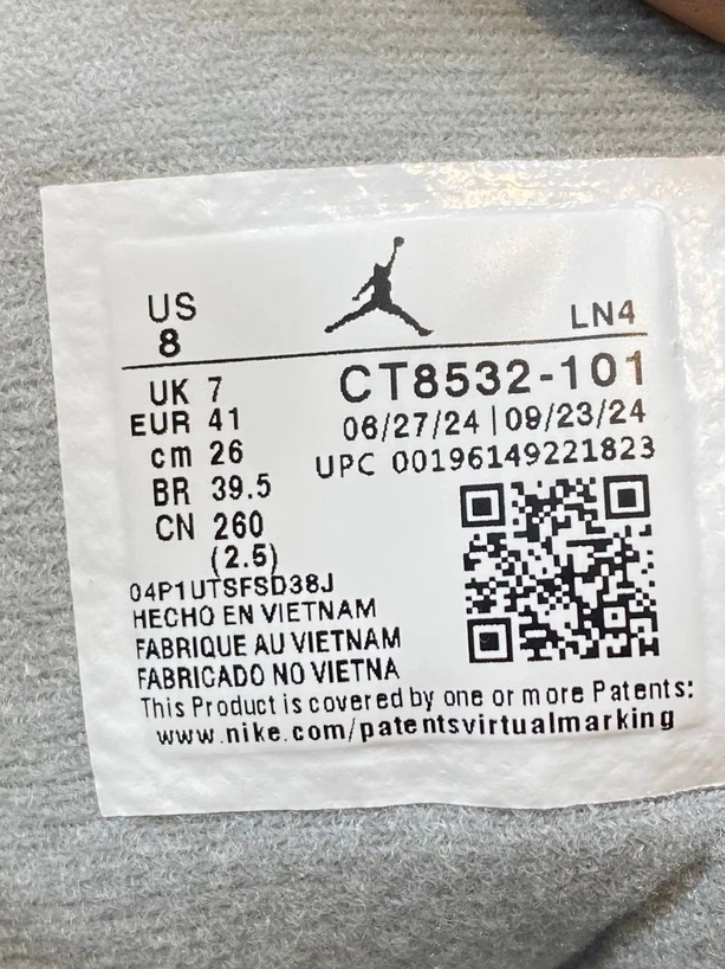 US
8
LN4
UK 7
EUR 41
cm 26
BR 39.5
CN 260
(2.5)
CT8532-101
06/27/24 | 09/23/24
UPC 00196149221823
04P1UTSFSD38J
HECHO EN VIETNAM
FABRIQUE AU VIETNAM
FABRICADO NO VIETNA
This Product is covered by one or more Patents:
www.nike.com/patentsvirtualmarking